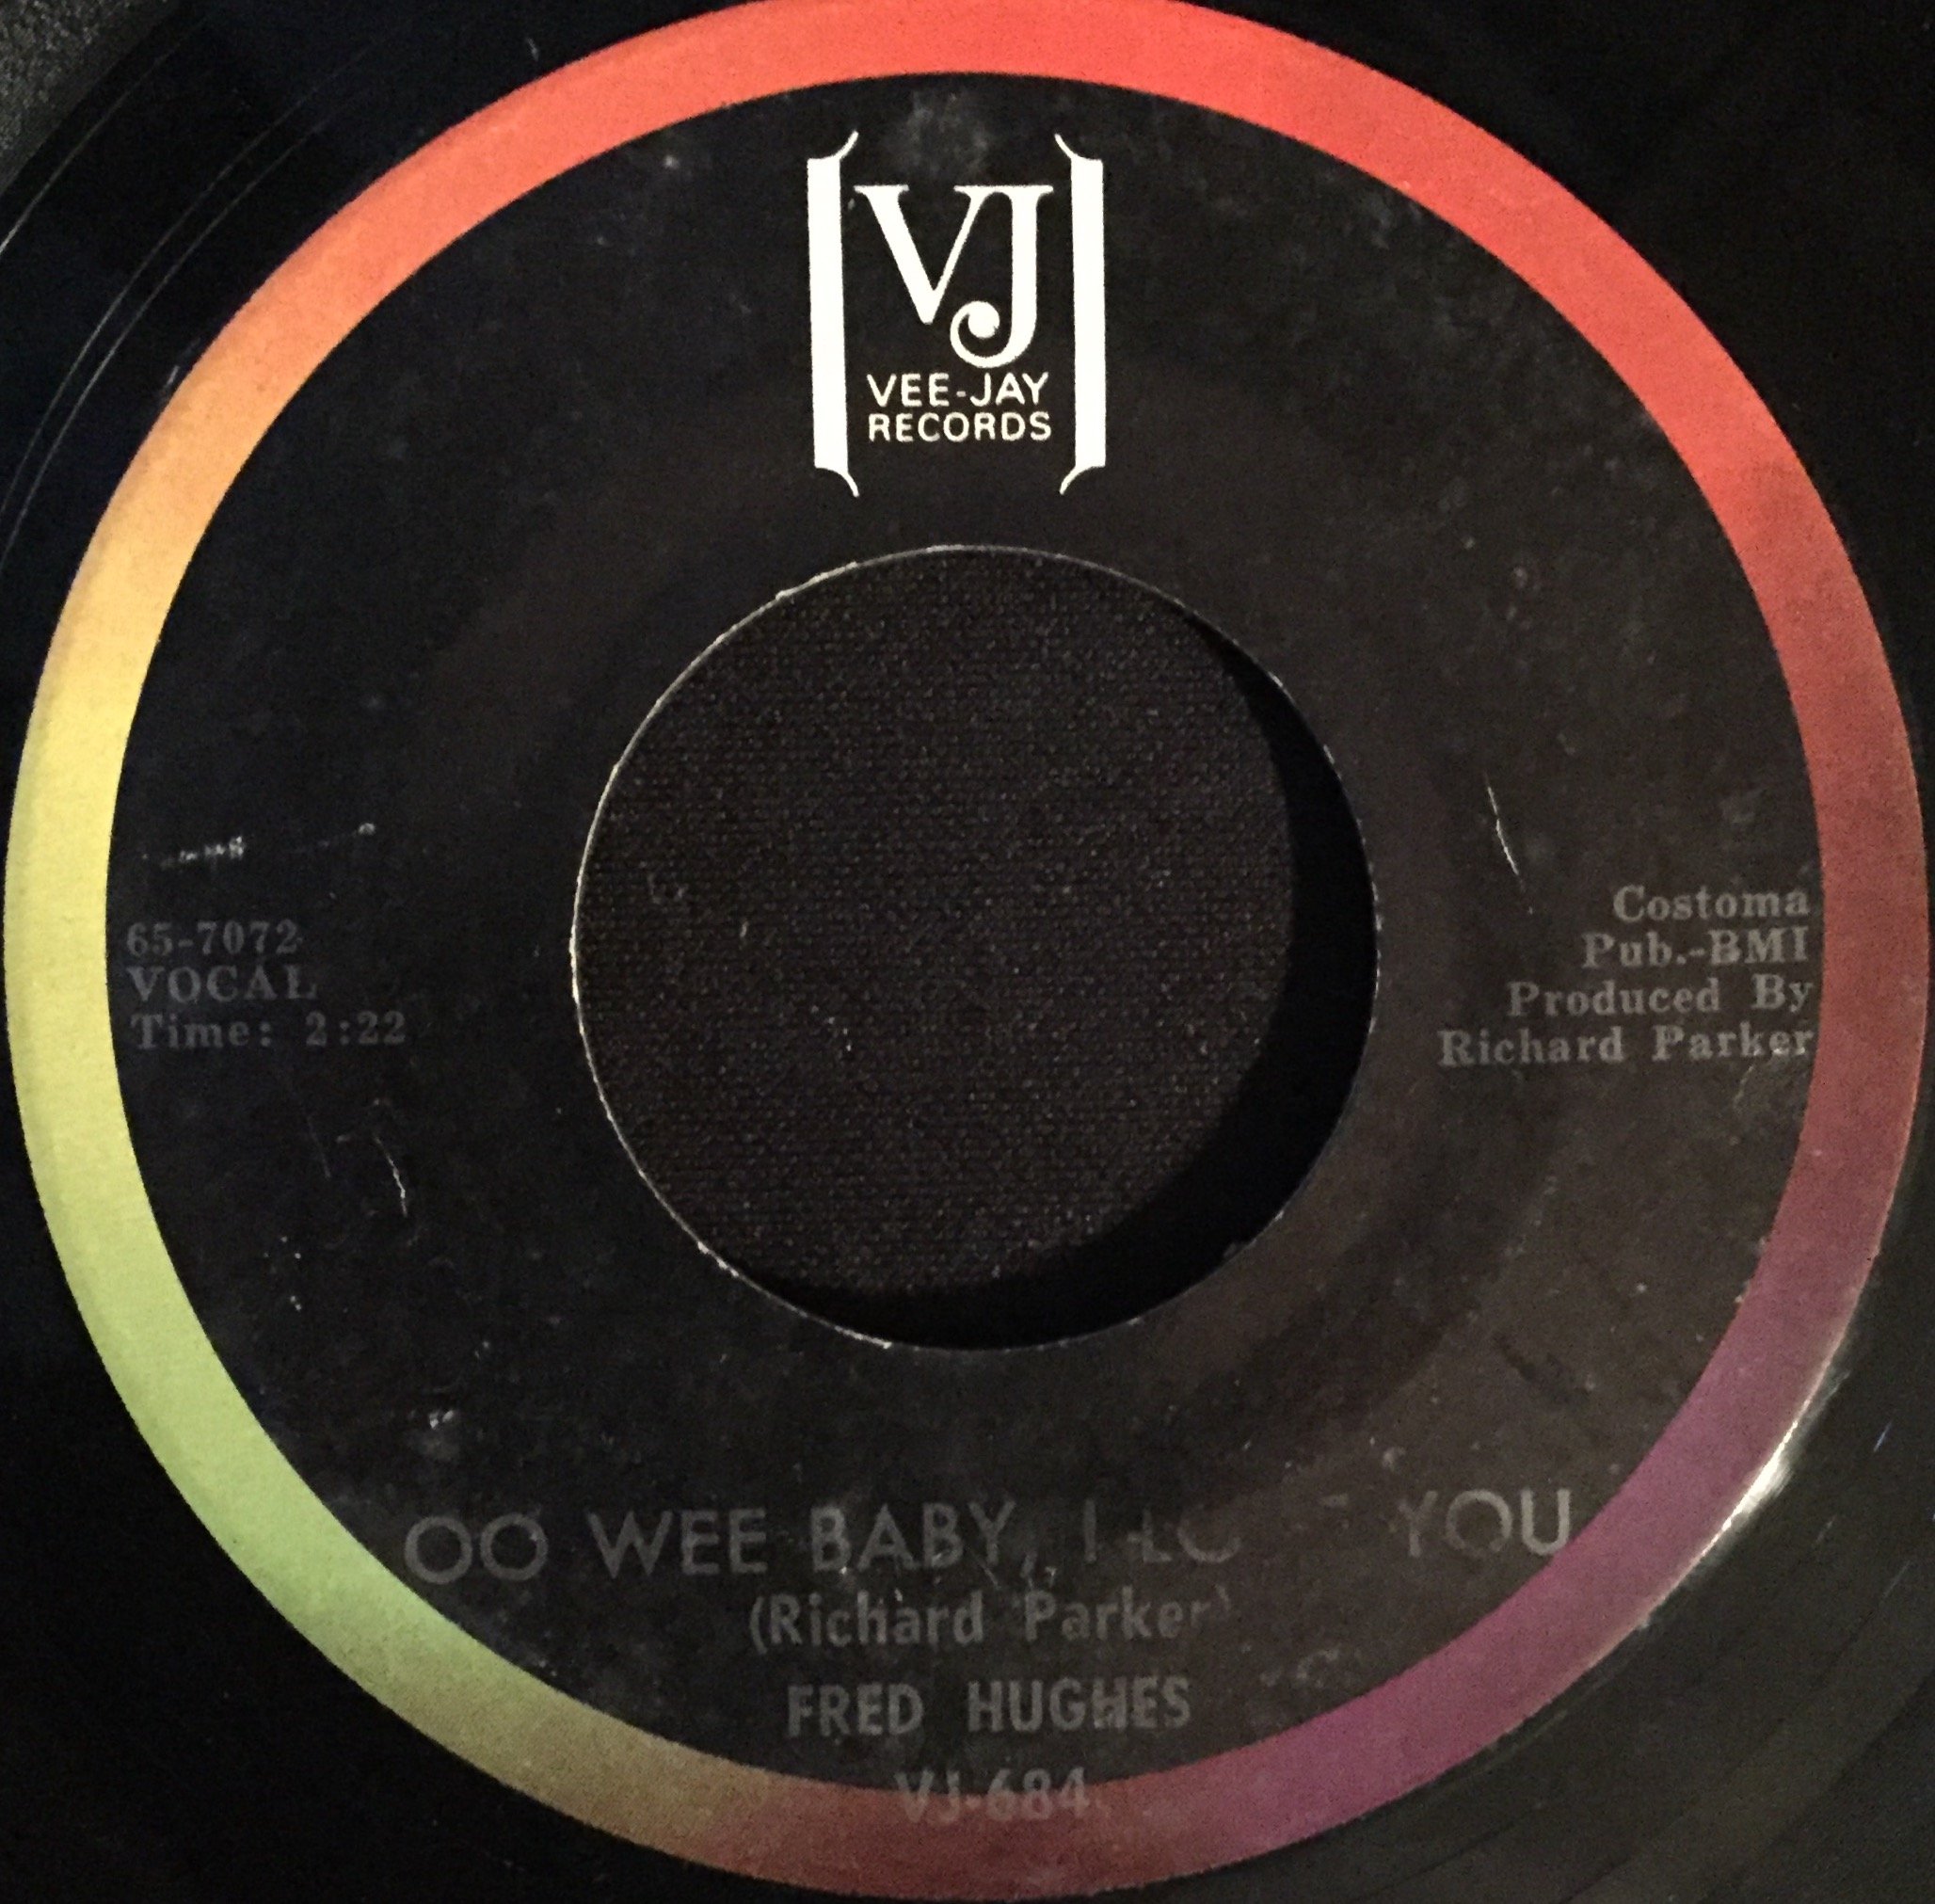 VJ
VEE-JAY
RECORDS
65-7072
VOCAL
Time: 2:22
Costoma
Pub.-BMI
Produced By
Richard Parker
OO WEE BABY, I YOU
(Richard Parker)
FRED HUGHES
VJ-684